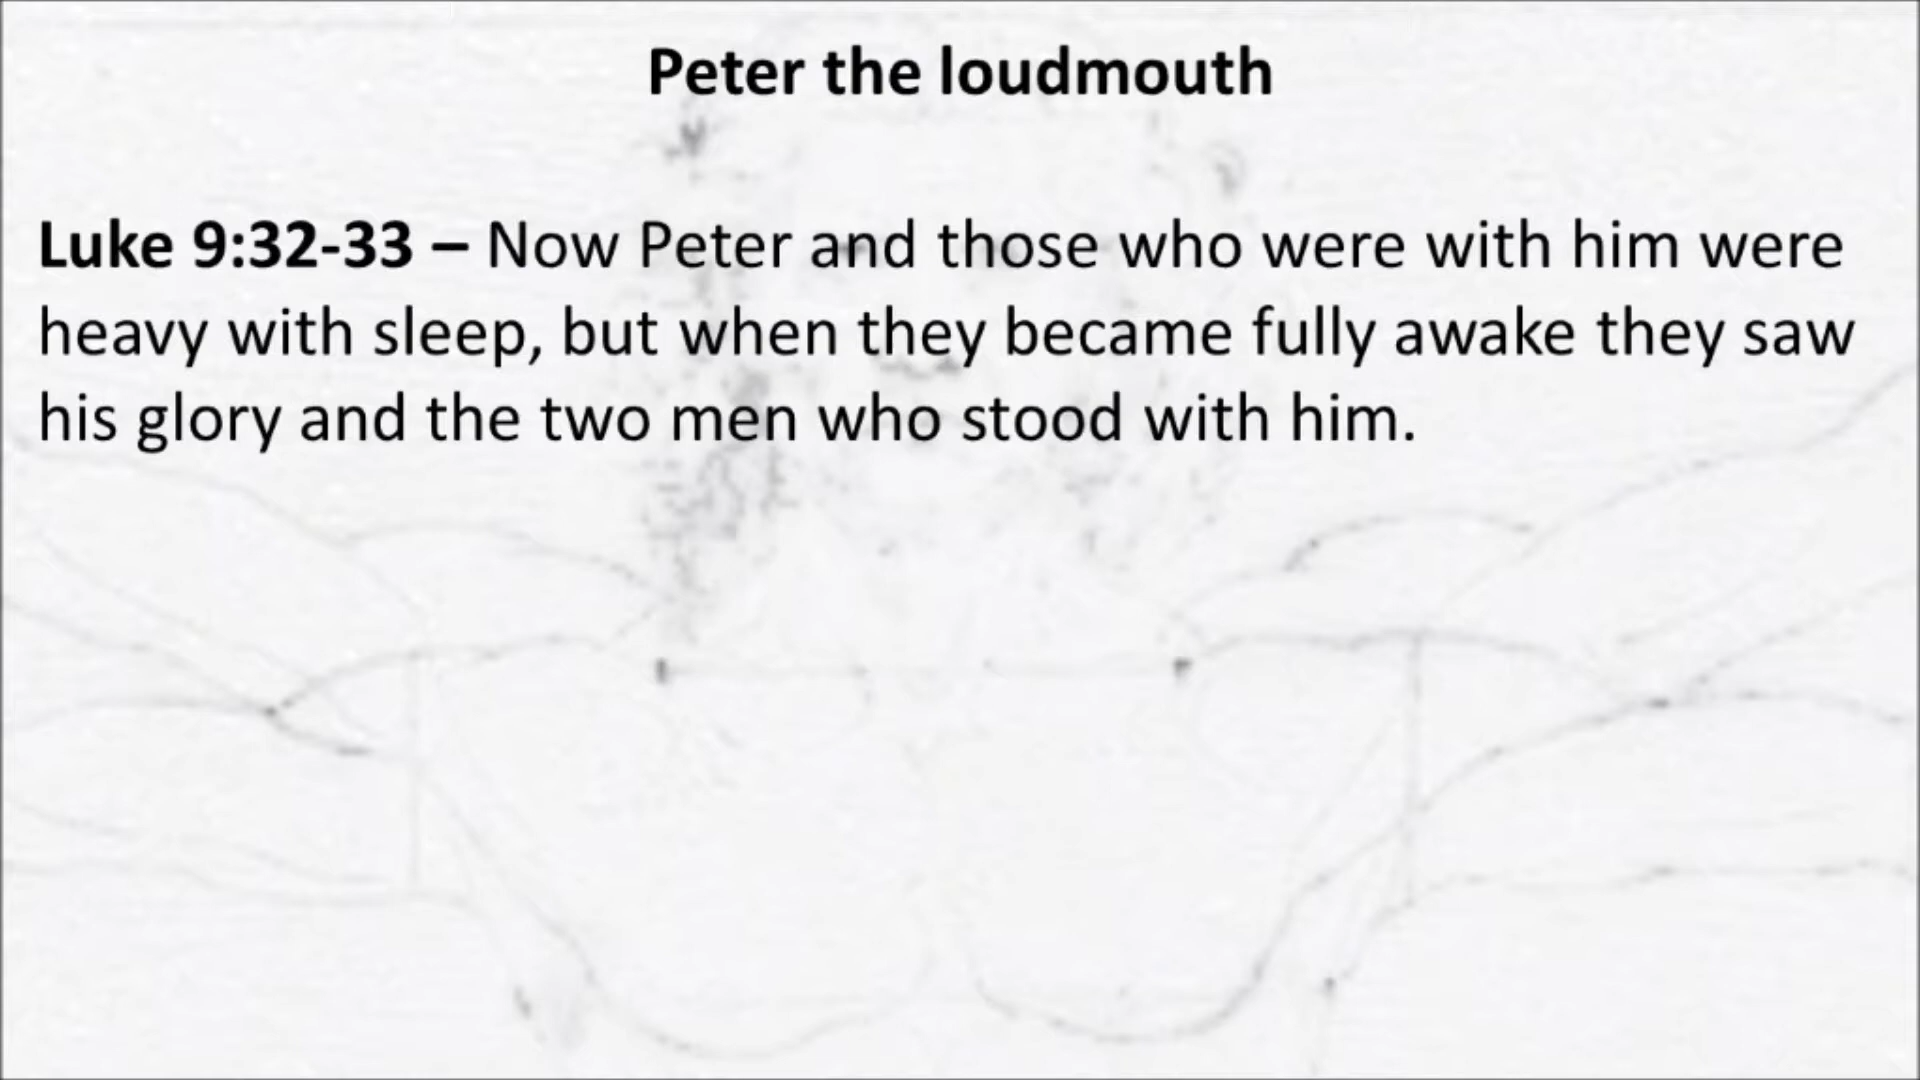 Peter the loudmouth
Luke 9:32-33 – Now Peter and those who were with him were
heavy with sleep, but when they became fully awake they saw
his glory and the two men who stood with him.